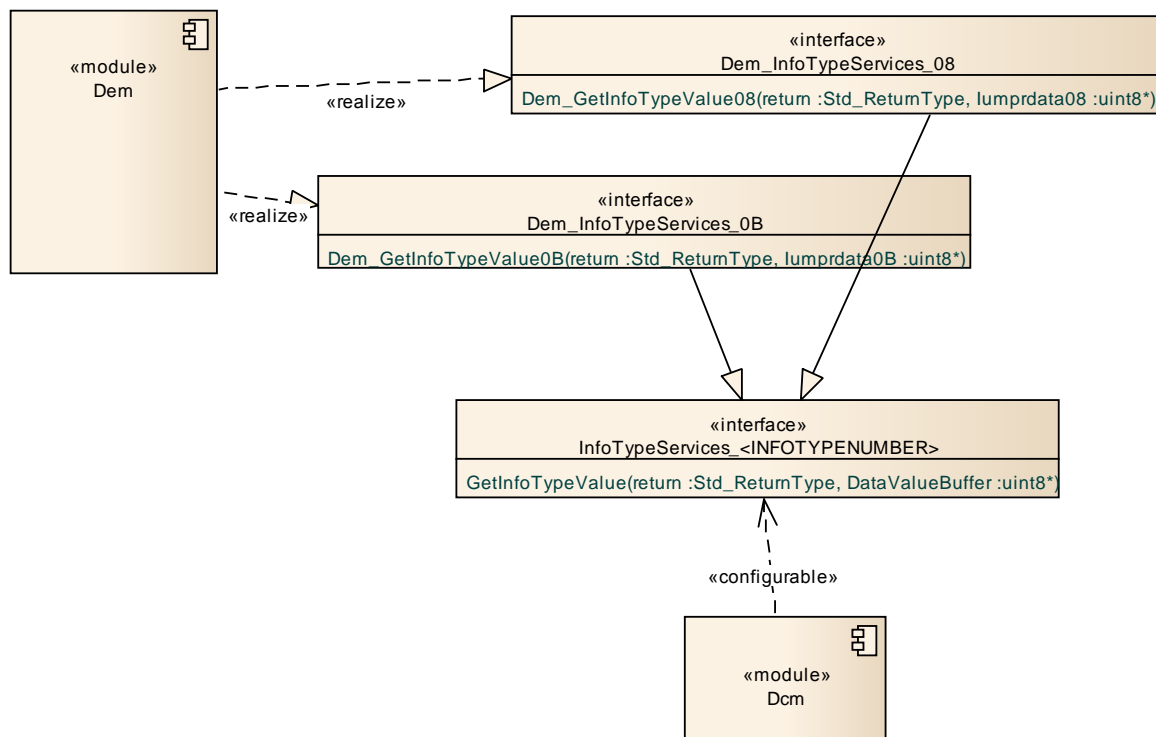 «module»
Dem
«realize»
«realize»
«interface»
Dem_InfoTypeServices_08
Dem_GetInfoTypeValue08(return :Std_ReturnType, Iumprdata08 :uint8*)
«interface»
Dem_InfoTypeServices_0B
Dem_GetInfoTypeValue0B(return :Std_ReturnType, Iumprdata0B :uint8*)
«interface»
InfoTypeServices_<INFOTYPENUMBER>
GetInfoTypeValue(return :Std_ReturnType, DataValueBuffer :uint8*)
«configurable»
«module»
Dcm